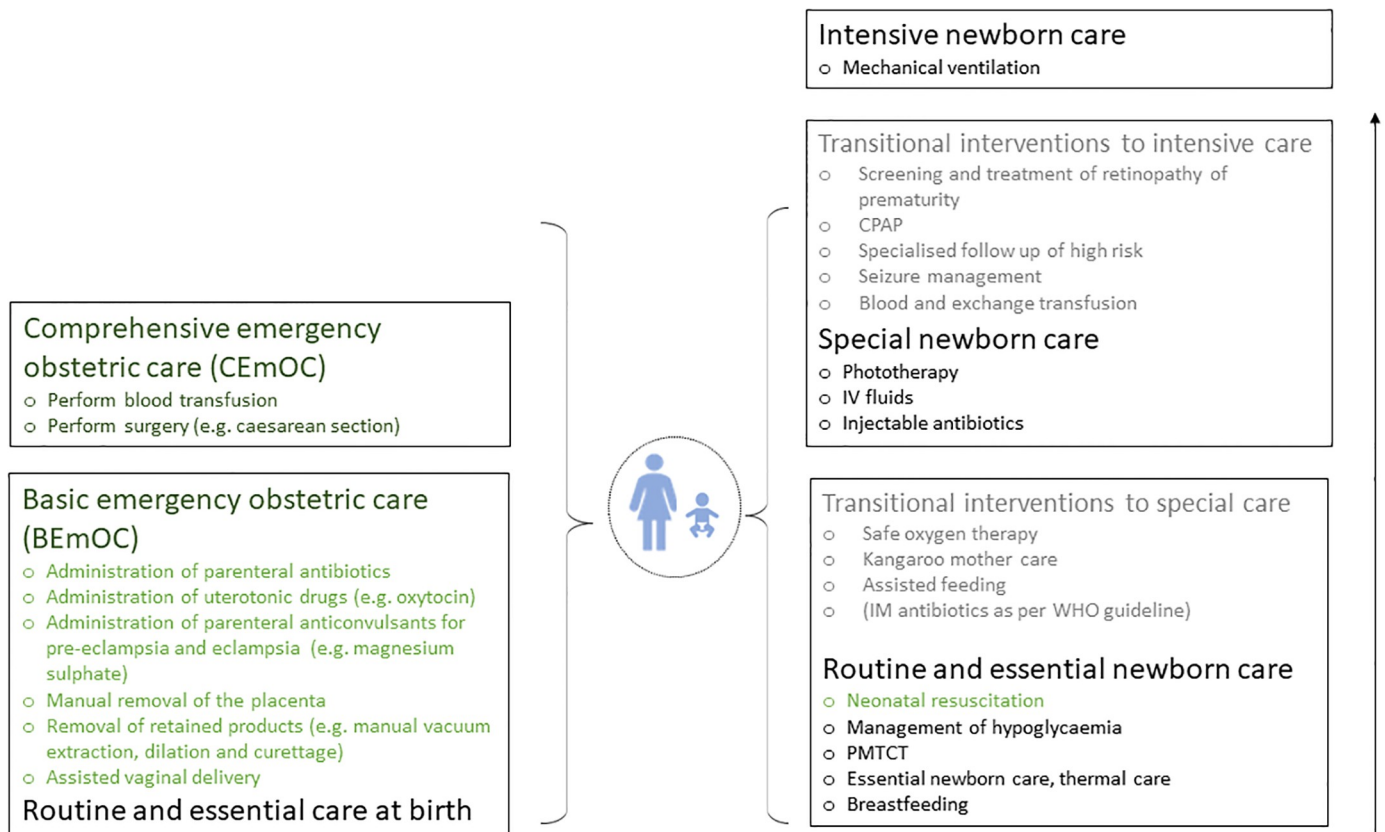 Comprehensive emergency
obstetric care (CEmOC)
o Perform blood transfusion
o Perform surgery (e.g. caesarean section)
Basic emergency obstetric care
(BEmOC)
o Administration of parenteral antibiotics
o Administration of uterotonic drugs (e.g. oxytocin)
o Administration of parenteral anticonvulsants for
pre-eclampsia and eclampsia (e.g. magnesium
sulphate)
o Manual removal of the placenta
o Removal of retained products (e.g. manual vacuum
extraction, dilation and curettage)
o Assisted vaginal delivery
Routine and essential care at birth
Intensive newborn care
o Mechanical ventilation
Transitional interventions to intensive care
o Screening and treatment of retinopathy of
prematurity
o CPAP
o Specialised follow up of high risk
o Seizure management
o Blood and exchange transfusion
Special newborn care
o Phototherapy
o IV fluids
o Injectable antibiotics
Transitional interventions to special care
o Safe oxygen therapy
o Kangaroo mother care
o Assisted feeding
o (IM antibiotics as per WHO guideline)
Routine and essential newborn care
o Neonatal resuscitation
o Management of hypoglycaemia
o PMTCT
o Essential newborn care, thermal care
o Breastfeeding